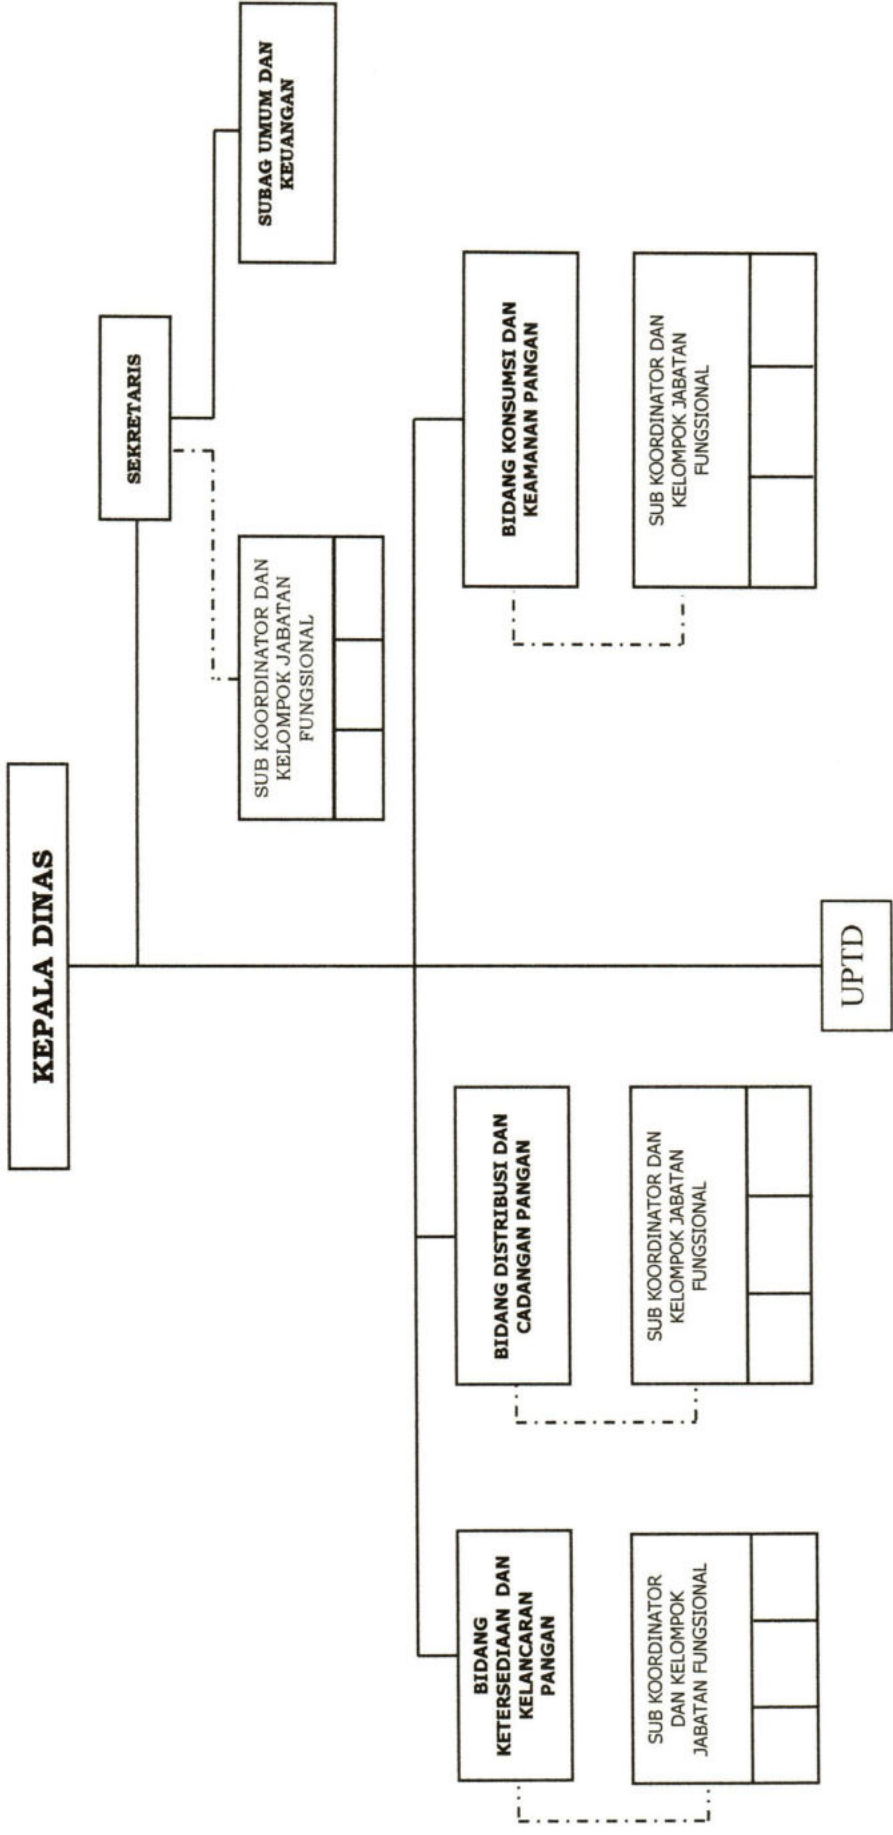 KEPALA DINAS
SEKRETARIS
SUB KOORDINATOR DAN
KELOMPOK JABATAN
FUNGSIONAL
SUBAG UMUM DAN
KEUANGAN
BIDANG
KETERSEDIAAN DAN
KELANCARAN
PANGAN
BIDANG DISTRIBUSI DAN
CADANGAN PANGAN
BIDANG KONSUMSI DAN
KEAMANAN PANGAN
SUB KOORDINATOR
DAN KELOMPOK
JABATAN FUNGSIONAL
SUB KOORDINATOR DAN
KELOMPOK JABATAN
FUNGSIONAL
SUB KOORDINATOR DAN
KELOMPOK JABATAN
FUNGSIONAL
UPTD